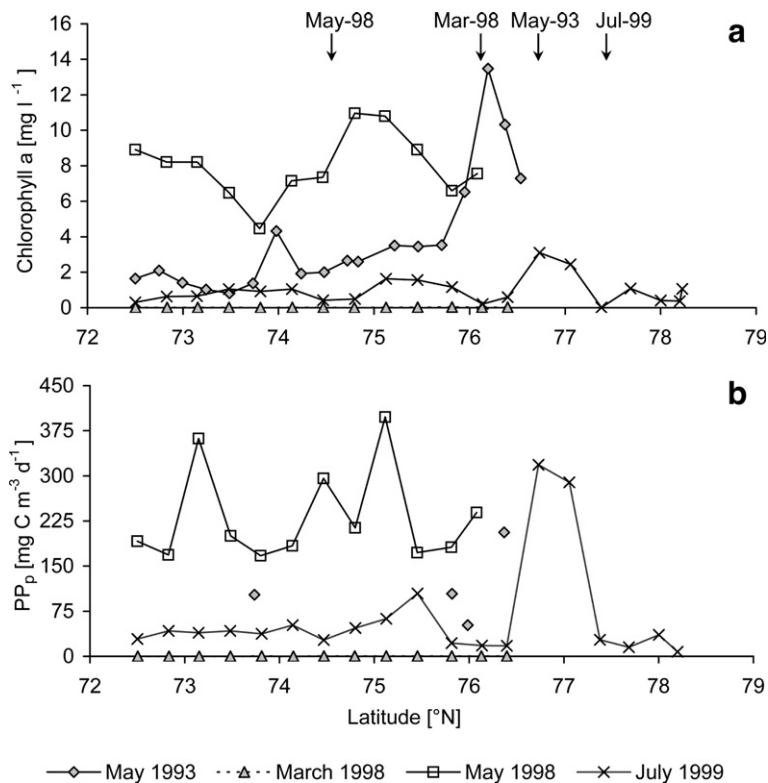 May-98 Mar-98 May-93 Jul-99
a
Chlorophyll a [mg l⁻¹]
16
14
12
10
8
6
4
2
0
72 73 74 75 76 77 78 79
b
PPp [mg C m⁻³ d⁻¹]
450
375
300
225
150
75
0
72 73 74 75 76 77 78 79
Latitude [°N]
May 1993 March 1998 May 1998 July 1999